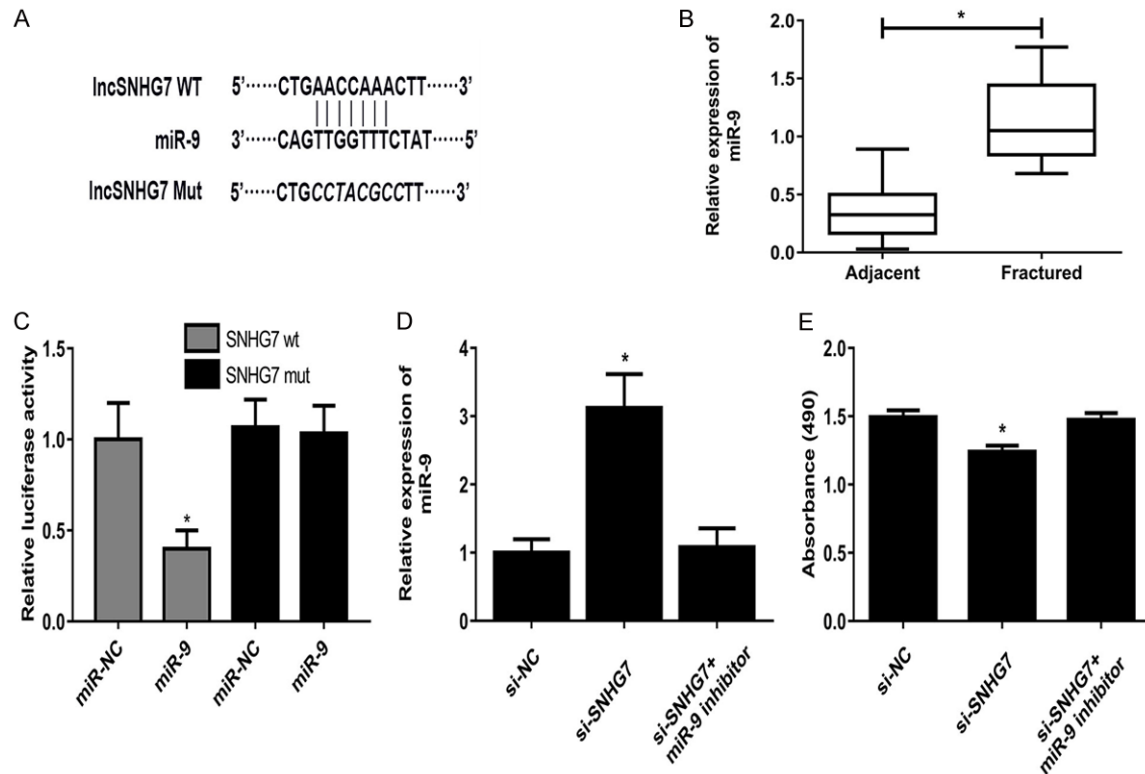 A
lncSNHG7 WT 5’······CTGAACCAAACTT······3’
miR-9 3’······CAGTTGGTTTCTAT······5’
lncSNHG7 Mut 5’······CTGCCTACGCCTT······3’
B
Relative expression of
miR-9
2.0
1.5
1.0
0.5
0.0
*
Adjacent
Fractured
C
Relative luciferase activity
1.5
1.0
0.5
0.0
SNHG7 wt
SNHG7 mut
*
miR-NC
miR-9
miR-NC
miR-9
D
Relative expression of
miR-9
4
3
2
1
0
*
si-NC
si-SNHG7
si-SNHG7+
miR-9 inhibitor
E
Absorbance (490)
2.0
1.5
1.0
0.5
0.0
*
si-NC
si-SNHG7
si-SNHG7+
miR-9 inhibitor